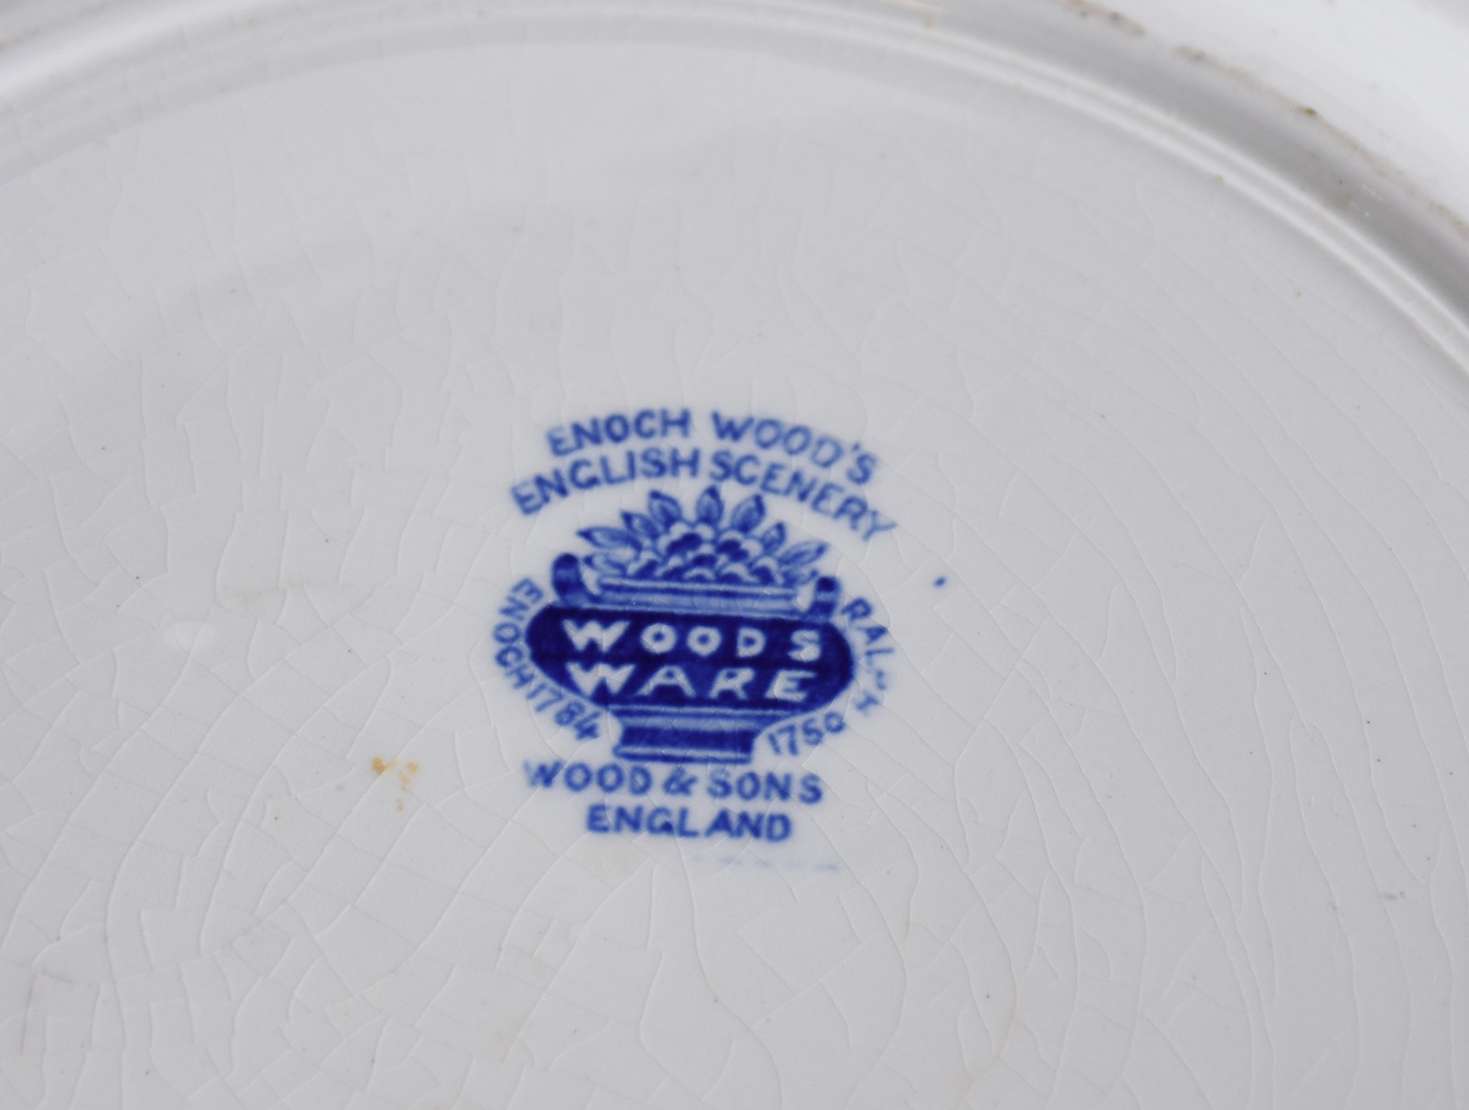 ENOCH WOOD'S
ENGLISH SCENERY
WOODS
WARE
ENOCH 1784
RALPH 1750
WOOD & SONS
ENGLAND